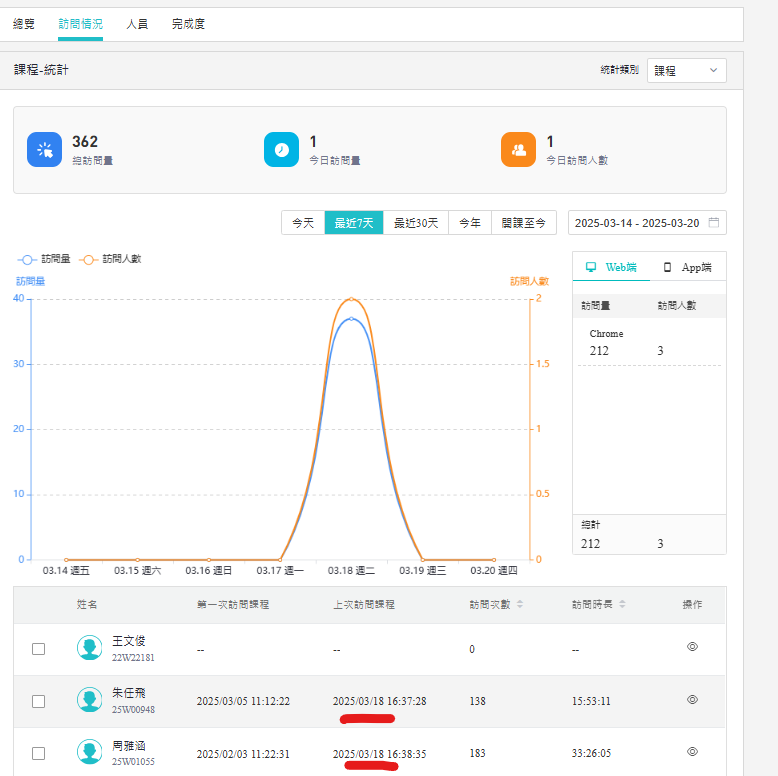 總覽 訪問情況 人員 完成度
課程-統計 統計類別 課程
362 1 1
總訪問量 今日訪問量 今日訪問人數
今天 最近7天 最近30天 今年 開課至今 2025-03-14 - 2025-03-20
訪問量 訪問人數
訪問量 訪問人數
40 2
30 1.5
20 1
10 0.5
0 0
03.14 週五 03.15 週六 03.16 週日 03.17 週一 03.18 週二 03.19 週三 03.20 週四
Web端 App端
訪問量 訪問人數
Chrome
212 3
總計
212 3
姓名 第一次訪問課程 上次訪問課程 訪問次數 訪問時長 操作
王文俊
22W22181
-- -- 0 --
朱任飛
25W00948
2025/03/05 11:12:22 2025/03/18 16:37:28 138 15:53:11
周雅涵
25W01055
2025/02/03 11:22:31 2025/03/18 16:38:35 183 33:26:05